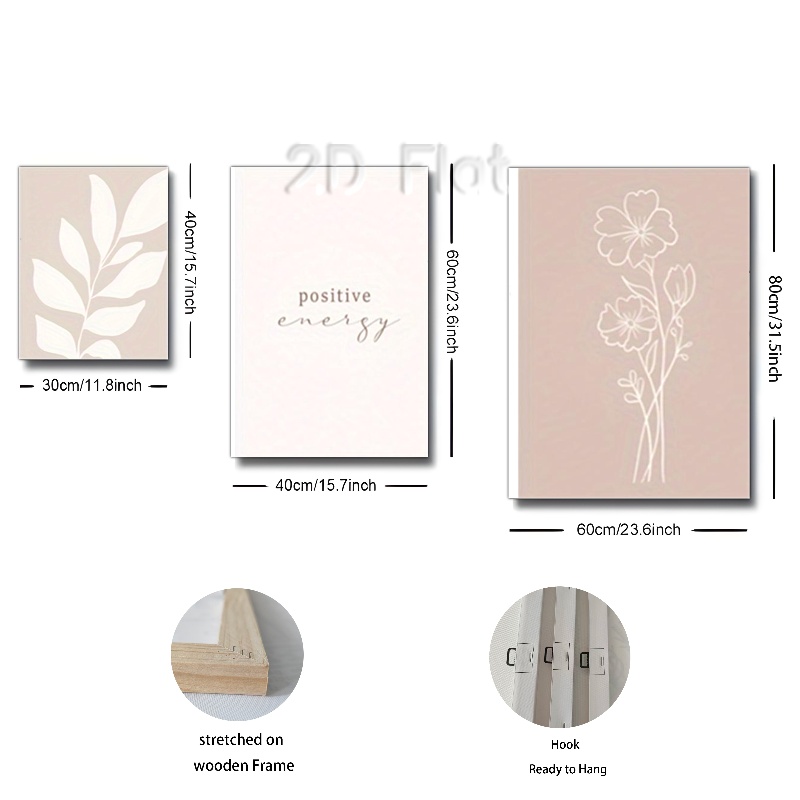 2D Flat
40cm/15.7inch
30cm/11.8inch
positive
energy
60cm/23.6inch
40cm/15.7inch
80cm/31.5inch
60cm/23.6inch
stretched on
wooden Frame
Hook
Ready to Hang